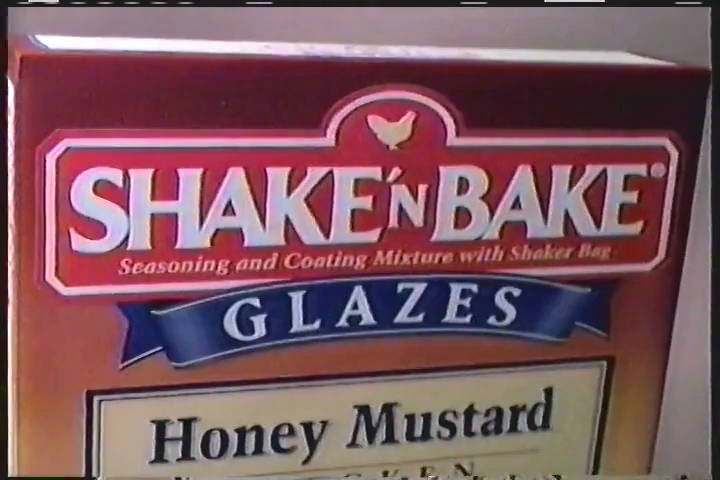 SHAKE 'N BAKE®
Seasoning and Coating Mixture with Shaker Bag
GLAZES
Honey Mustard